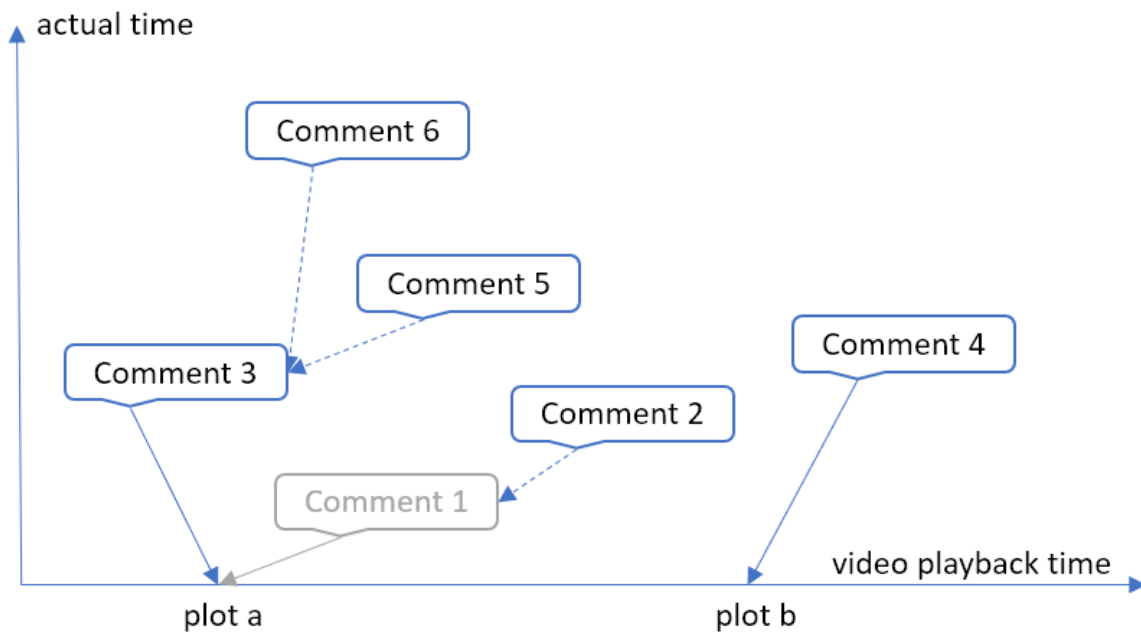 actual time
Comment 6
Comment 5
Comment 4
Comment 3
Comment 2
Comment 1
video playback time
plot a
plot b